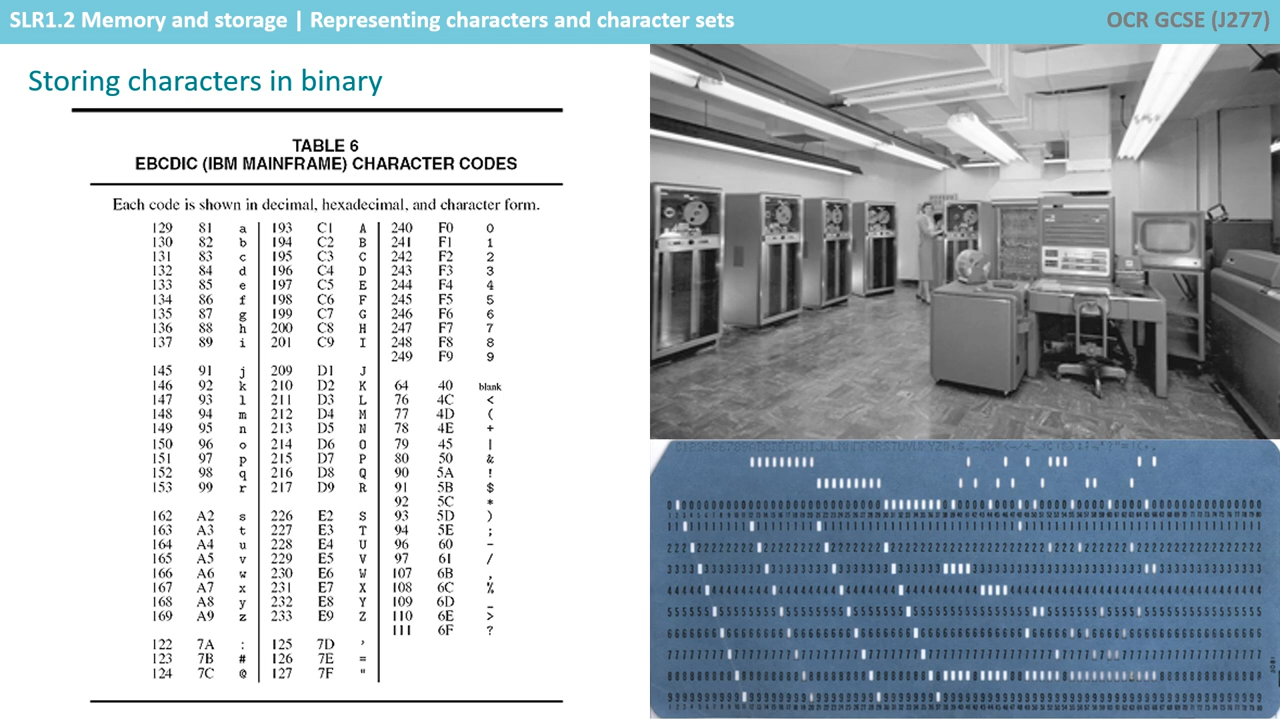 SLR1.2 Memory and storage | Representing characters and character sets
OCR GCSE (J277)
Storing characters in binary
TABLE 6
EBCDIC (IBM MAINFRAME) CHARACTER CODES
Each code is shown in decimal, hexadecimal, and character form.
129 81 a 193 C1 A 240 F0 0
130 82 b 194 C2 B 241 F1 1
131 83 c 195 C3 C 242 F2 2
132 84 d 196 C4 D 243 F3 3
133 85 e 197 C5 E 244 F4 4
134 86 f 198 C6 F 245 F5 5
135 87 g 199 C7 G 246 F6 6
136 88 h 200 C8 H 247 F7 7
137 89 i 201 C9 I 248 F8 8
249 F9 9
145 91 j 209 D1 J
146 92 k 210 D2 K 64 40 blank
147 93 l 211 D3 L 76 4C <
148 94 m 212 D4 M 77 4D (
149 95 n 213 D5 N 78 4E +
150 96 o 214 D6 O 79 45 |
151 97 p 215 D7 P 80 50 &
152 98 q 216 D8 Q 90 5A !
153 99 r 217 D9 R 91 5B $
92 5C *
162 A2 s 226 E2 S 93 5D )
163 A3 t 227 E3 T 94 5E ;
164 A4 u 228 E4 U 96 60 −
165 A5 v 229 E5 V 97 61 /
166 A6 w 230 E6 W 107 6B ,
167 A7 x 231 E7 X 108 6C %
168 A8 y 232 E8 Y 109 6D _
169 A9 z 233 E9 Z 110 6E >
111 6F ?
122 7A : 125 7D ’
123 7B # 126 7E =
124 7C @ 127 7F "